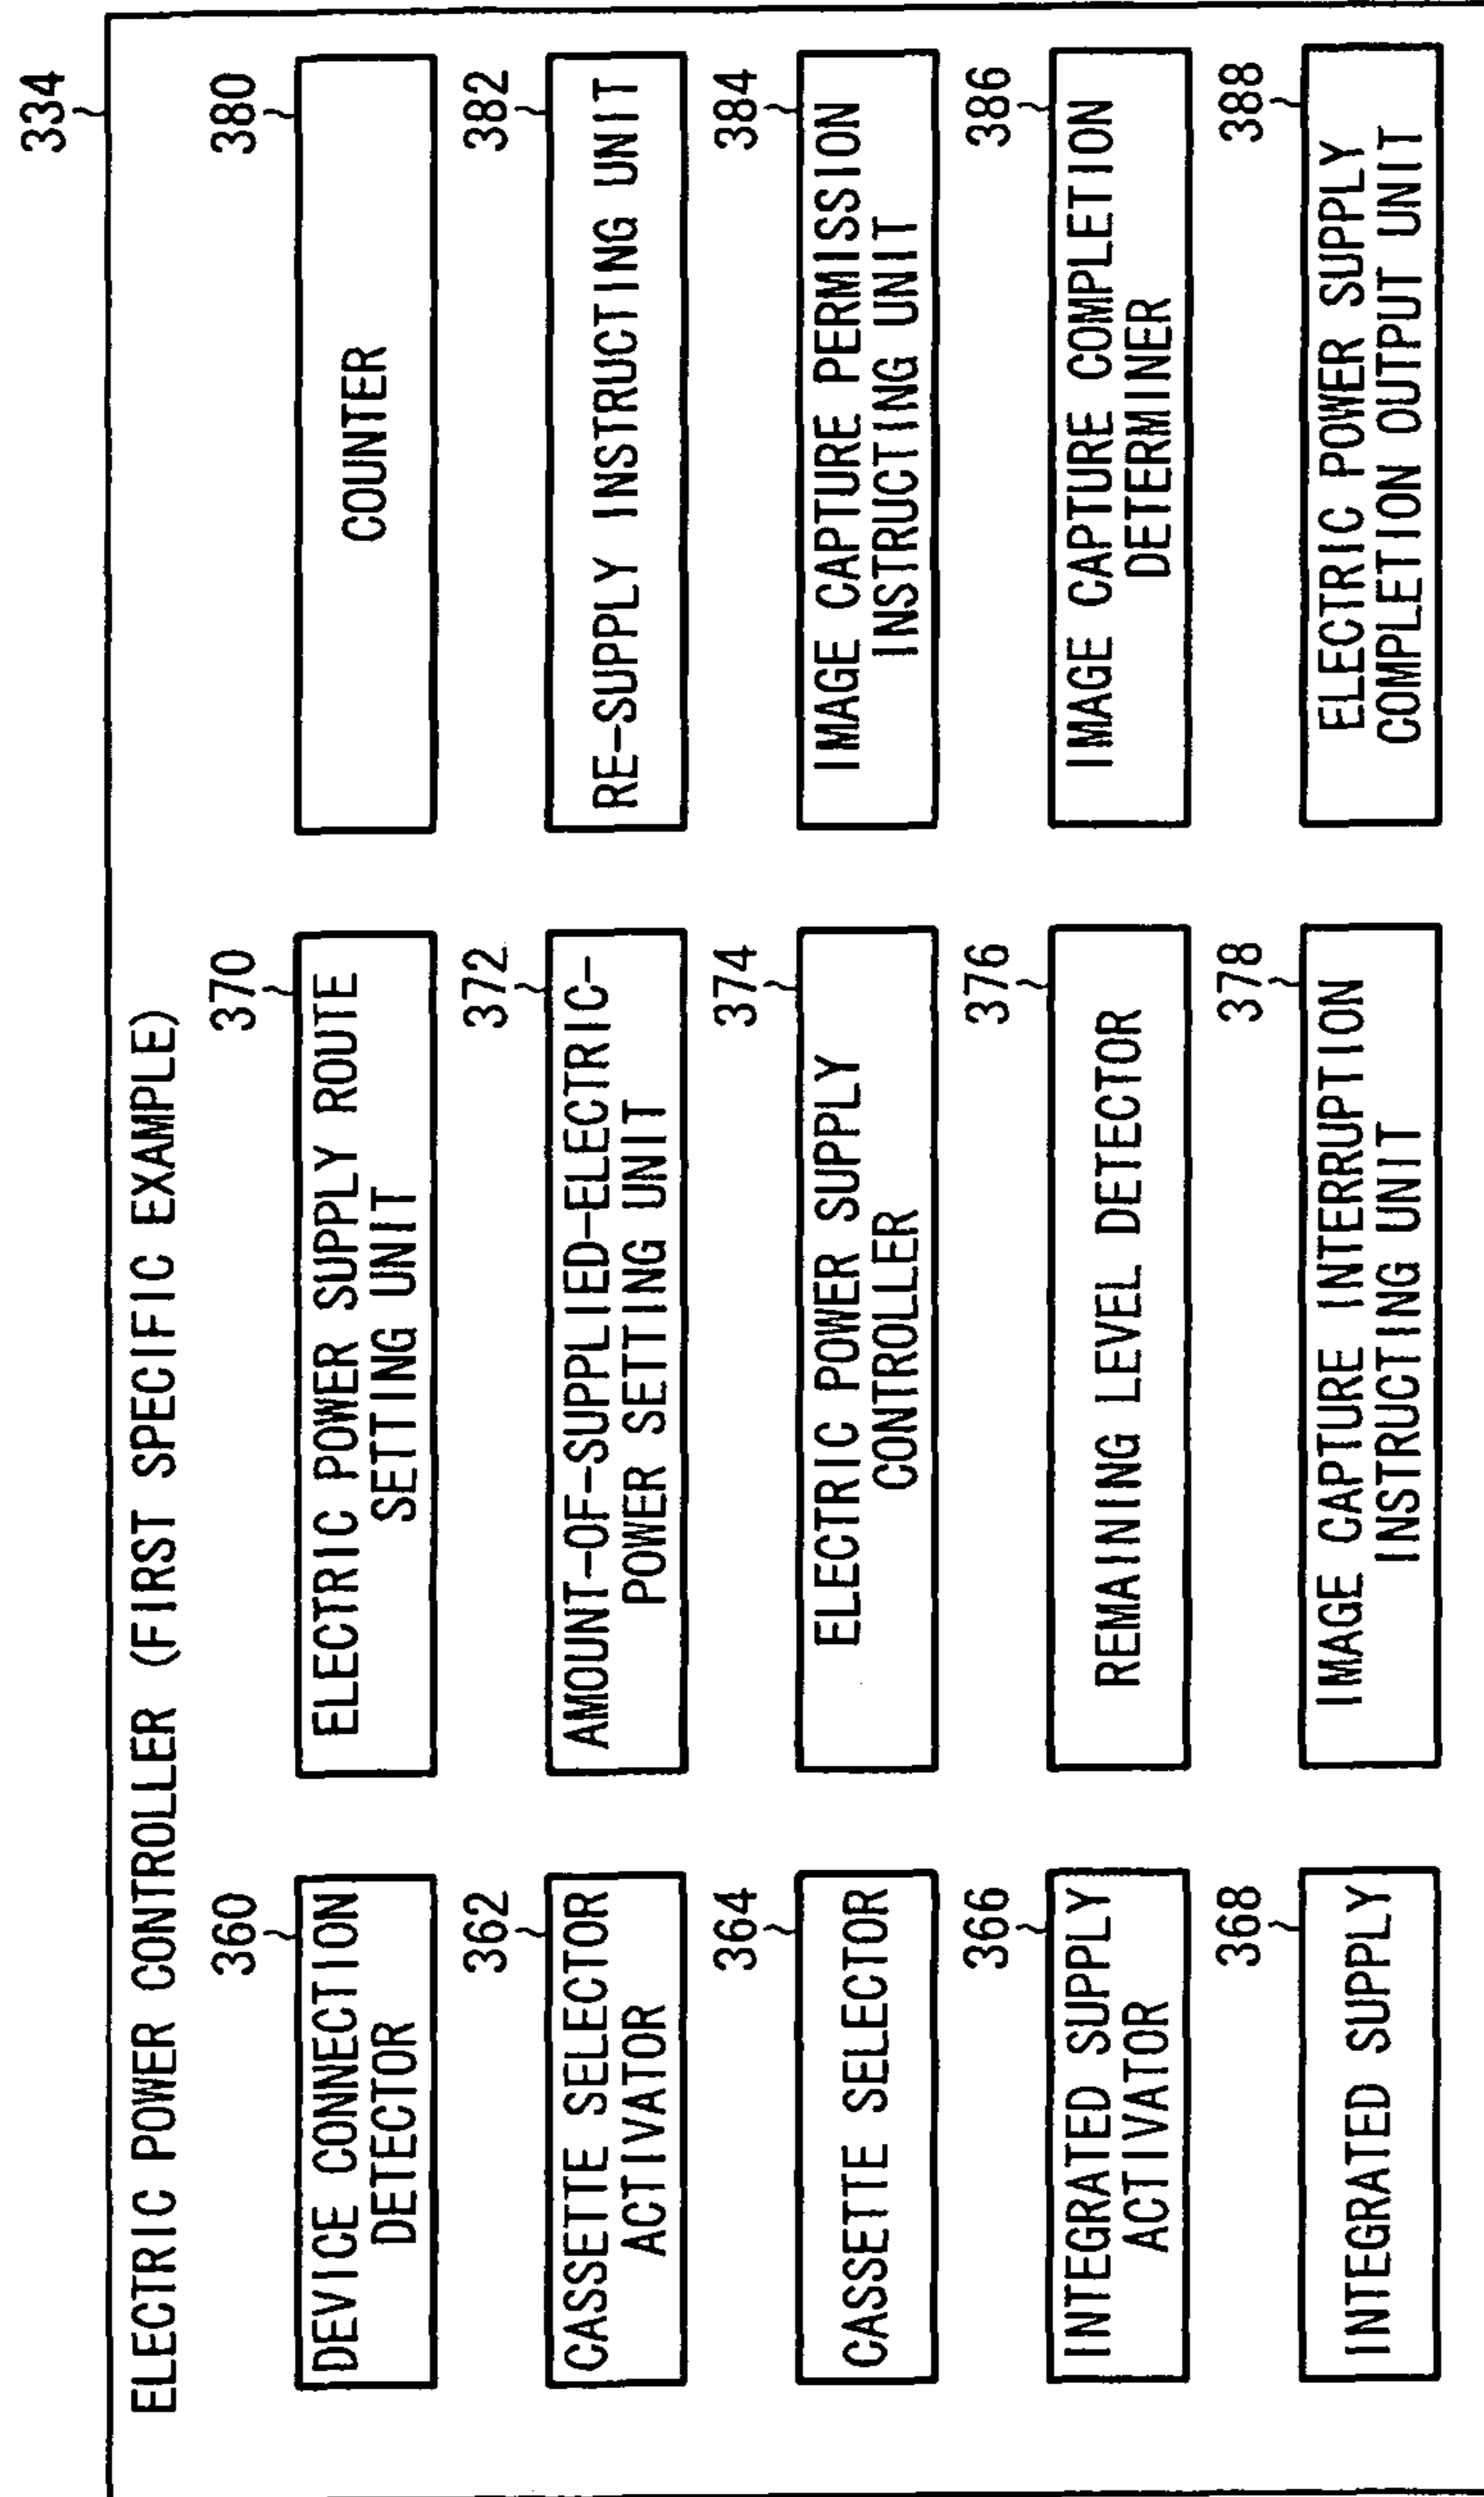 334
ELECTRIC POWER CONTROLLER (FIRST SPECIFIC EXAMPLE)
360
DEVICE CONNECTION
DETECTOR
370
ELECTRIC POWER SUPPLY ROUTE
SETTING UNIT
380
COUNTER
362
CASSETTE SELECTOR
ACTIVATOR
372
AMOUNT-OF-SUPPLIED-ELECTRIC-
POWER SETTING UNIT
382
RE-SUPPLY INSTRUCTING UNIT
364
CASSETTE SELECTOR
374
ELECTRIC POWER SUPPLY
CONTROLLER
384
IMAGE CAPTURE PERMISSION
INSTRUCTING UNIT
366
INTEGRATED SUPPLY
ACTIVATOR
376
REMAINING LEVEL DETECTOR
386
IMAGE CAPTURE COMPLETION
DETERMINER
368
INTEGRATED SUPPLY
378
IMAGE CAPTURE INTERRUPTION
INSTRUCTING UNIT
388
ELECTRIC POWER SUPPLY
COMPLETION OUTPUT UNIT